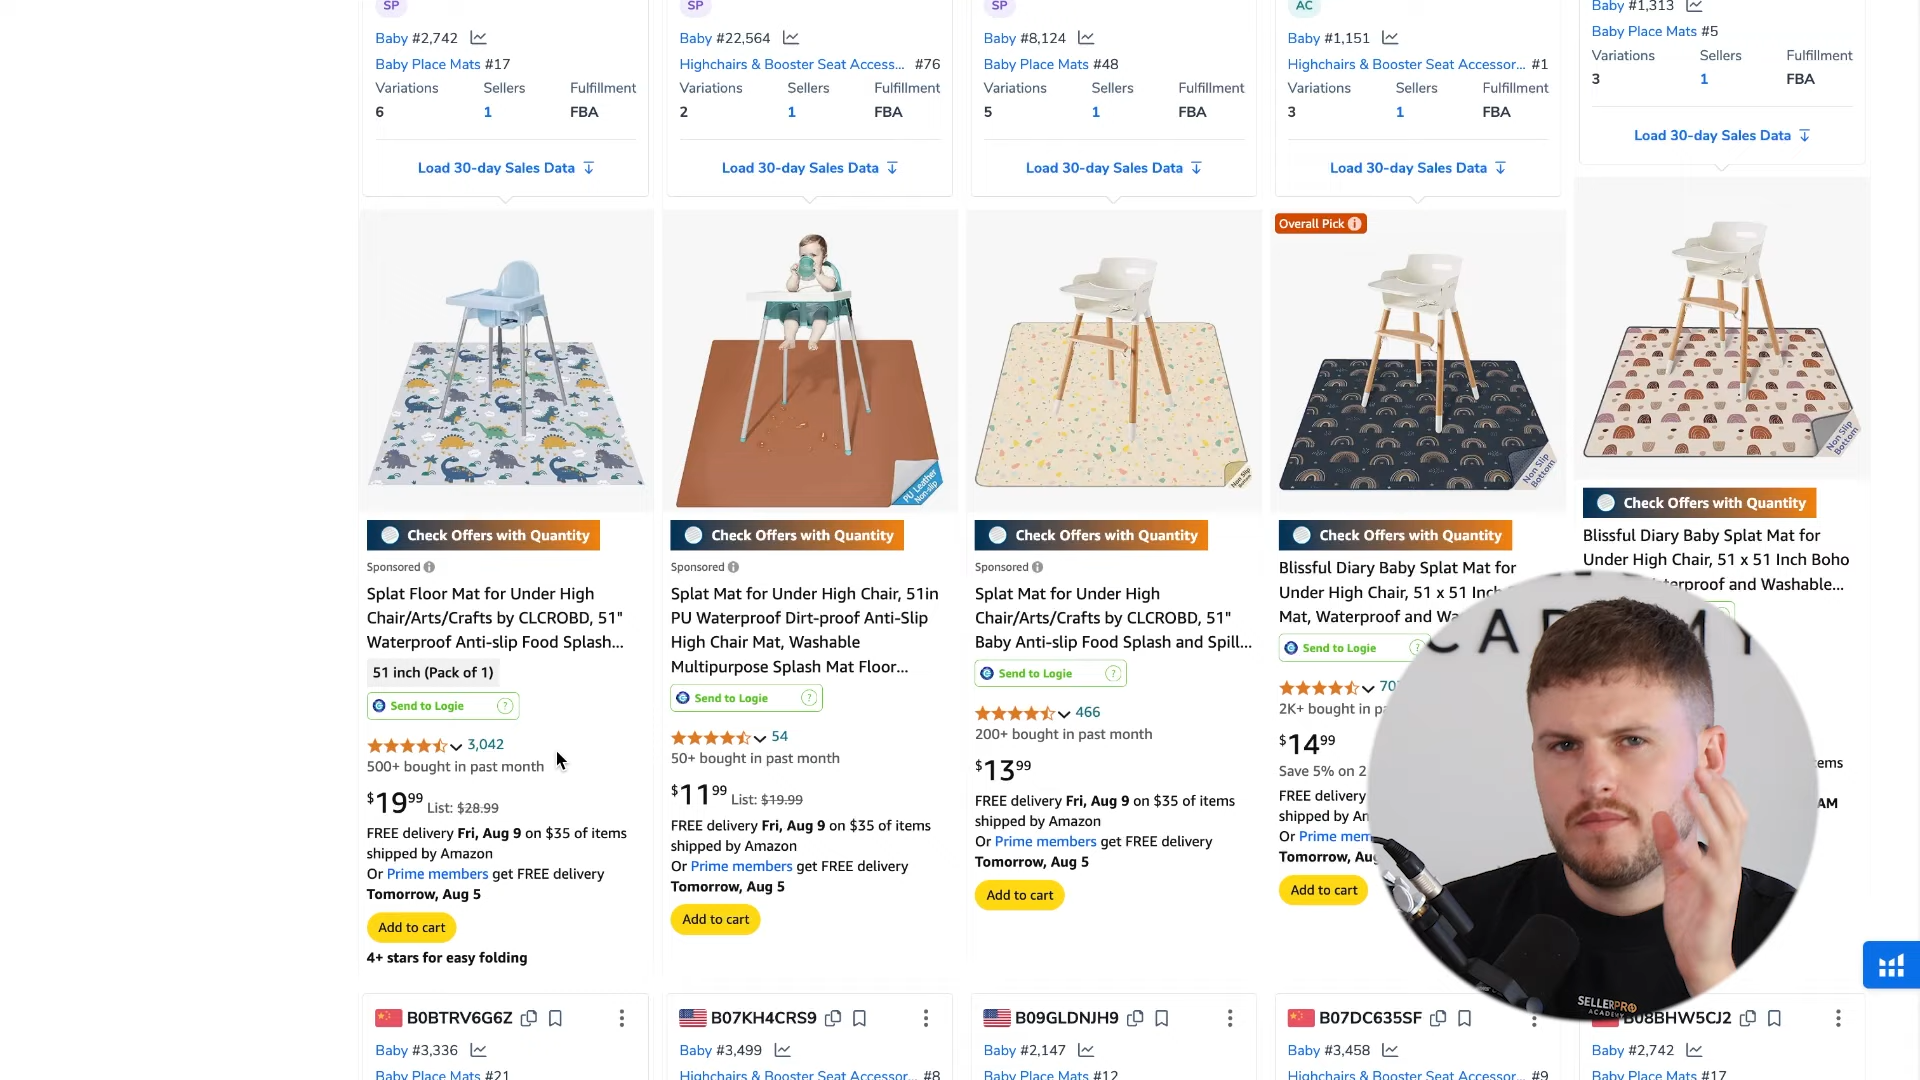 SP
Baby #2,742
Baby Place Mats #17
Variations Sellers Fulfillment
6 1 FBA
Load 30-day Sales Data
SP
Baby #22,564
Highchairs & Booster Seat Access... #76
Variations Sellers Fulfillment
2 1 FBA
Load 30-day Sales Data
SP
Baby #8,124
Baby Place Mats #48
Variations Sellers Fulfillment
5 1 FBA
Load 30-day Sales Data
AC
Baby #1,151
Highchairs & Booster Seat Accessor... #1
Variations Sellers Fulfillment
3 1 FBA
Load 30-day Sales Data
Baby #1,313
Baby Place Mats #5
Variations Sellers Fulfillment
3 1 FBA
Load 30-day Sales Data
Check Offers with Quantity
Sponsored
Splat Floor Mat for Under High
Chair/Arts/Crafts by CLCROBD, 51"
Waterproof Anti-slip Food Splash...
51 inch (Pack of 1)
Send to Logie ?
3,042
500+ bought in past month
$19.99 List: $28.99
FREE delivery Fri, Aug 9 on $35 of items
shipped by Amazon
Or Prime members get FREE delivery
Tomorrow, Aug 5
Add to cart
4+ stars for easy folding
PU Leather
Non-slip
Check Offers with Quantity
Sponsored
Splat Mat for Under High Chair, 51in
PU Waterproof Dirt-proof Anti-Slip
High Chair Mat, Washable
Multipurpose Splash Mat Floor...
Send to Logie ?
54
50+ bought in past month
$11.99 List: $19.99
FREE delivery Fri, Aug 9 on $35 of items
shipped by Amazon
Or Prime members get FREE delivery
Tomorrow, Aug 5
Add to cart
Non Slip
Bottom
Check Offers with Quantity
Sponsored
Splat Mat for Under High
Chair/Arts/Crafts by CLCROBD, 51"
Baby Anti-slip Food Splash and Spill...
Send to Logie ?
466
200+ bought in past month
$13.99
FREE delivery Fri, Aug 9 on $35 of items
shipped by Amazon
Or Prime members get FREE delivery
Tomorrow, Aug 5
Add to cart
Overall Pick
Non Slip
Bottom
Check Offers with Quantity
Blissful Diary Baby Splat Mat for
Under High Chair, 51 x 51 Inch
Mat, Waterproof and
Send to Logie ?
2K+ bought in
$14.99
Save 5% on 2
FREE delivery
shipped by
Or Prime
Tomorrow,
Add to cart
Non Slip
Bottom
Check Offers with Quantity
Blissful Diary Baby Splat Mat for
Under High Chair, 51 x 51 Inch Boho
and Washable...
AM
SELLERPRO
ACADEMY
B0BTRV6G6Z
Baby #3,336
Baby Place Mats #21
B07KH4CRS9
Baby #3,499
Highchairs & Booster Seat Accessor... #8
B09GLDNJH9
Baby #2,147
Baby Place Mats #12
B07DC635SF
Baby #3,458
Highchairs & Booster Seat Accessor... #9
B08BHW5CJ2
Baby #2,742
Baby Place Mats #17